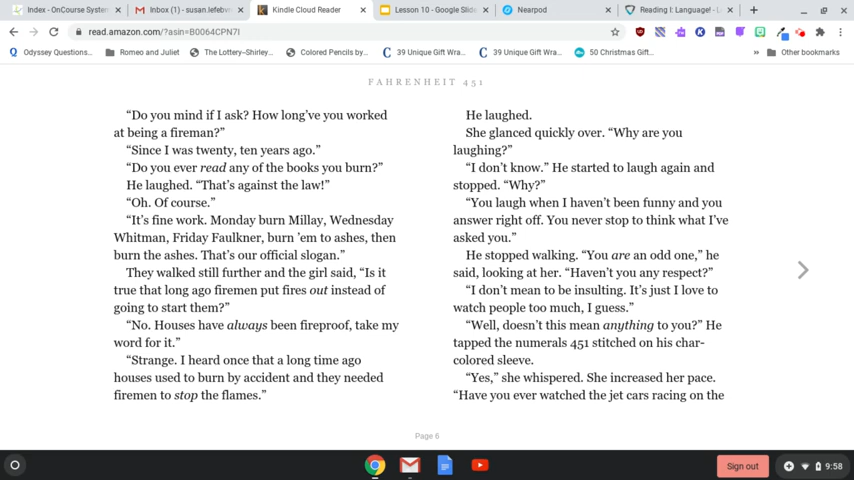 Index - OnCourse System
Inbox (1) - susan.lefebv
Kindle Cloud Reader
Lesson 10 - Google Slide
Nearpod
Reading I: Language! - L
read.amazon.com/?asin=B0064CPN7I
Odyssey Questions...
Romeo and Juliet
The Lottery--Shirley...
Colored Pencils by...
39 Unique Gift Wra...
39 Unique Gift Wra...
50 Christmas Gift...
Other bookmarks
FAHRENHEIT 451
“Do you mind if I ask? How long’ve you worked
at being a fireman?”
“Since I was twenty, ten years ago.”
“Do you ever read any of the books you burn?”
He laughed. “That’s against the law!”
“Oh. Of course.”
“It’s fine work. Monday burn Millay, Wednesday
Whitman, Friday Faulkner, burn ’em to ashes, then
burn the ashes. That’s our official slogan.”
They walked still further and the girl said, “Is it
true that long ago firemen put fires out instead of
going to start them?”
“No. Houses have always been fireproof, take my
word for it.”
“Strange. I heard once that a long time ago
houses used to burn by accident and they needed
firemen to stop the flames.”
He laughed.
She glanced quickly over. “Why are you
laughing?”
“I don’t know.” He started to laugh again and
stopped. “Why?”
“You laugh when I haven’t been funny and you
answer right off. You never stop to think what I’ve
asked you.”
He stopped walking. “You are an odd one,” he
said, looking at her. “Haven’t you any respect?”
“I don’t mean to be insulting. It’s just I love to
watch people too much, I guess.”
“Well, doesn’t this mean anything to you?” He
tapped the numerals 451 stitched on his char-
colored sleeve.
“Yes,” she whispered. She increased her pace.
“Have you ever watched the jet cars racing on the
Page 6
Sign out
9:58